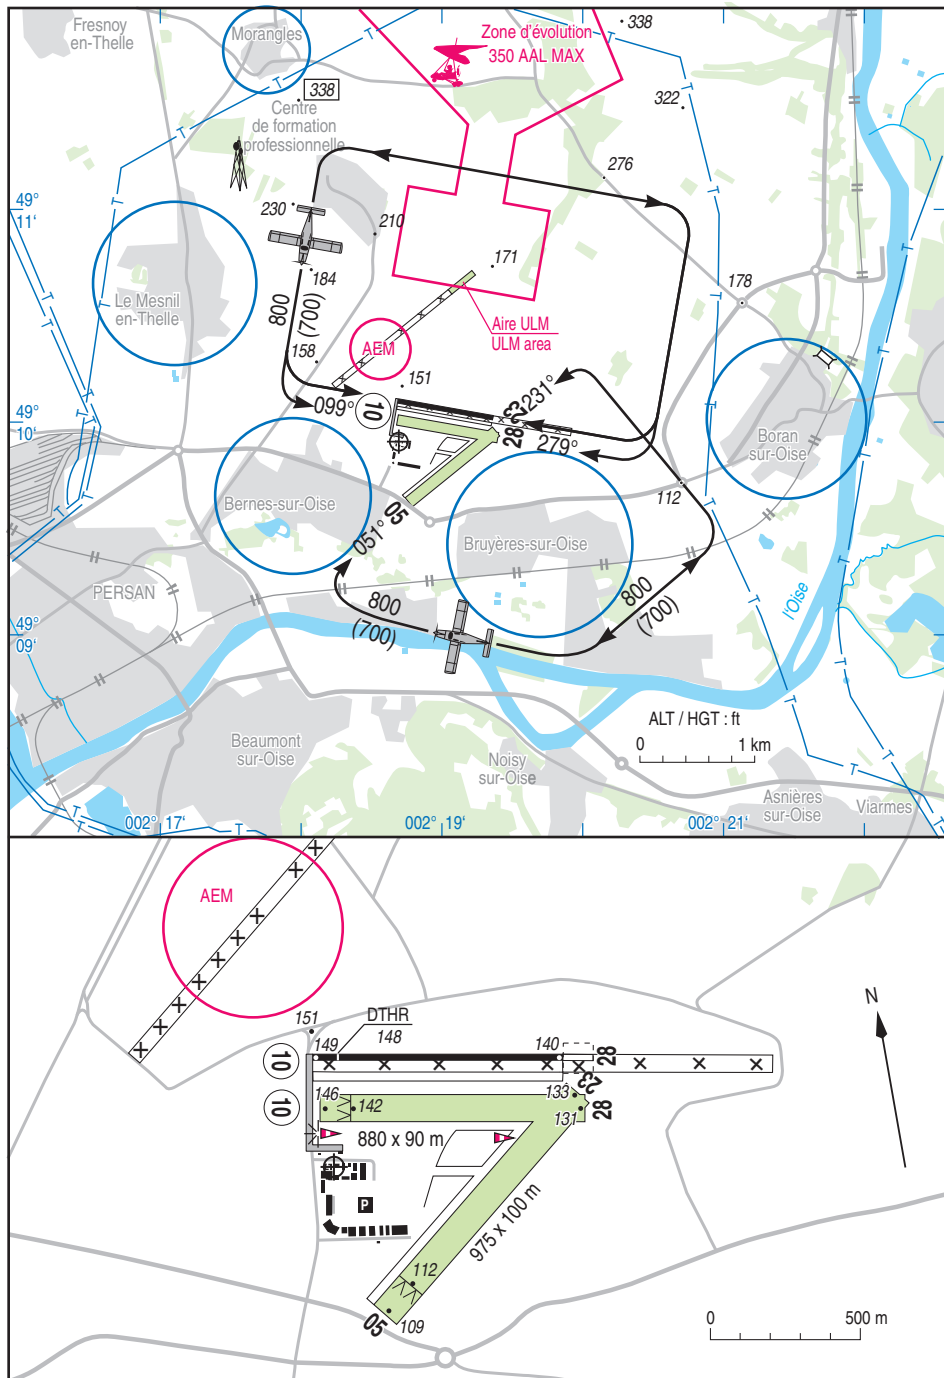 Fresnoy
en-Thelle
Morangles
Zone d'évolution
350 AAL MAX
338
338
Centre
de formation
professionnelle
322
T
T
T
T
276
49°
11'
230
210
184
171
178
Le Mesnil
en-Thelle
800
(700)
Aire ULM
ULM area
AEM
158
151
099°
10
231°
23
28
279°
49°
10'
Boran
sur-Oise
Bernes-sur-Oise
05
112
051°
Bruyères-sur-Oise
PERSAN
800
(700)
800
(700)
l'Oise
49°
09'
T
T
T
T
T
T
T
T
ALT / HGT : ft
0
1 km
Beaumont
sur-Oise
Noisy
sur-Oise
Asnières
sur-Oise
Viarmes
002° 17'
002° 19'
002° 21'
AEM
N
151
DTHR
149
148
140
10
28
23
146
142
133
131
10
28
880 x 90 m
P
975 x 100 m
112
109
05
0
500 m